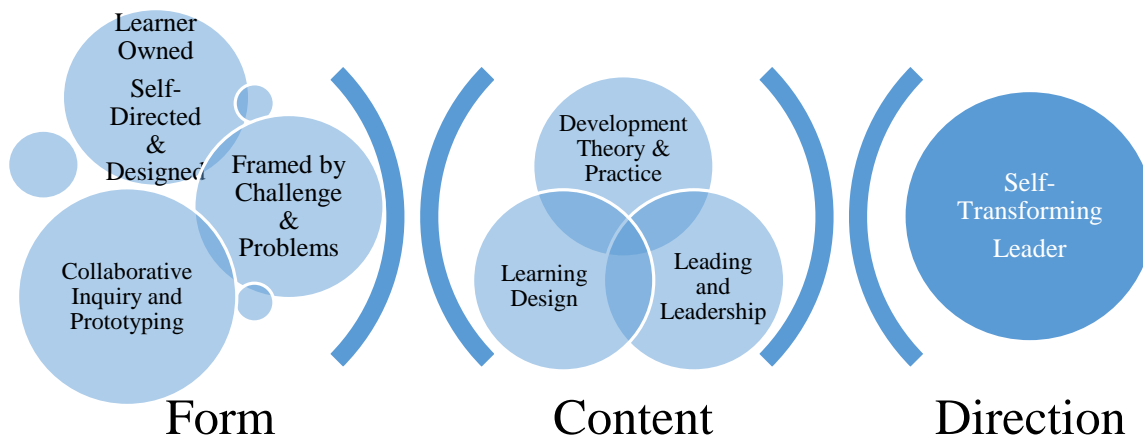 Learner
Owned
Self-
Directed
&
Designed
Framed by
Challenge
&
Problems
Collaborative
Inquiry and
Prototyping
Form
Development
Theory &
Practice
Learning
Design
Leading
and
Leadership
Content
Self-
Transforming
Leader
Direction